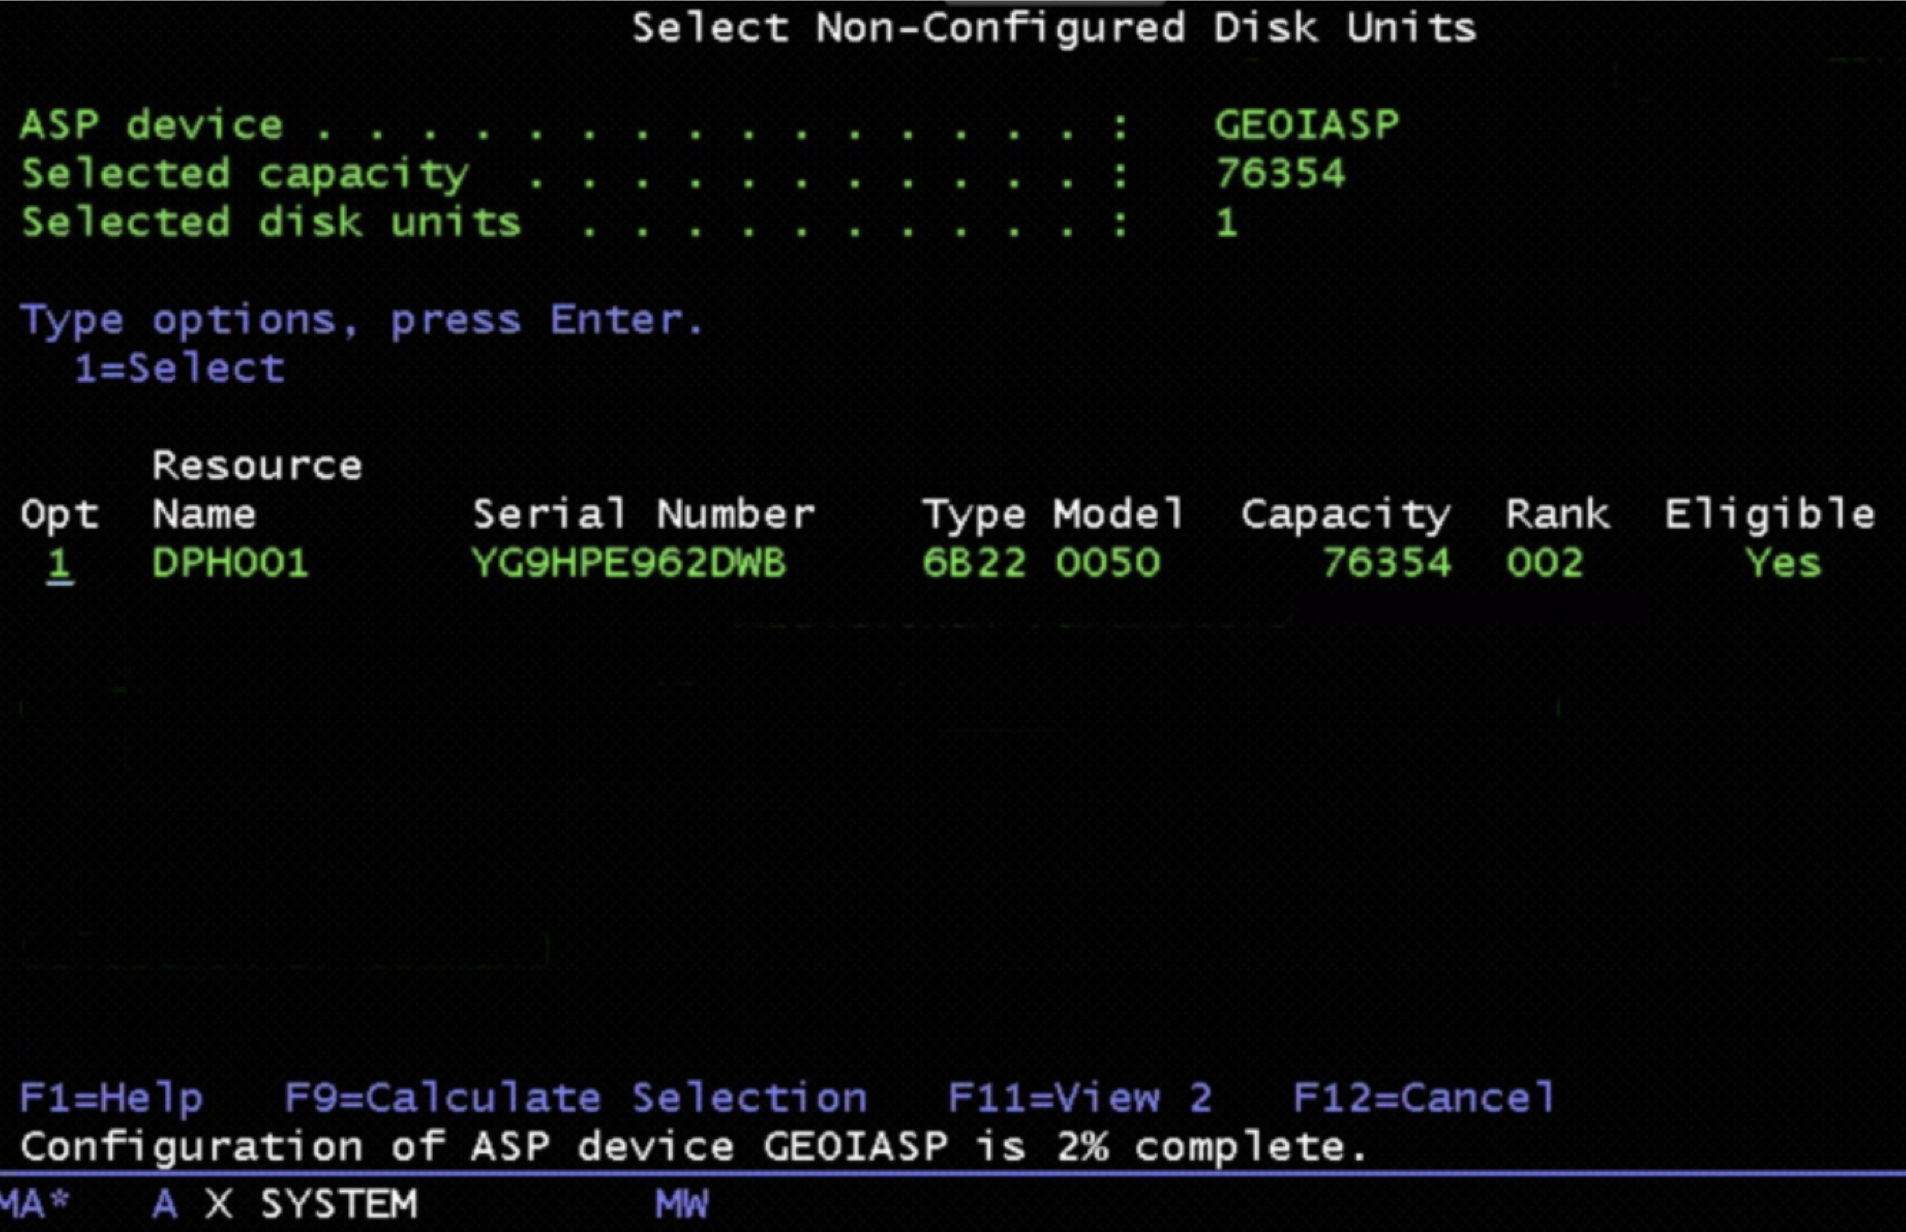 Select Non-Configured Disk Units
ASP device . . . . . . . . . . . . . . . : GEOIASP
Selected capacity . . . . . . . . . . . : 76354
Selected disk units . . . . . . . . . . : 1
Type options, press Enter.
1=Select
Resource
Opt Name Serial Number Type Model Capacity Rank Eligible
1 DPH001 YG9HPE962DWB 6B22 0050 76354 002 Yes
F1=Help F9=Calculate Selection F11=View 2 F12=Cancel
Configuration of ASP device GEOIASP is 2% complete.
MA* A X SYSTEM MW